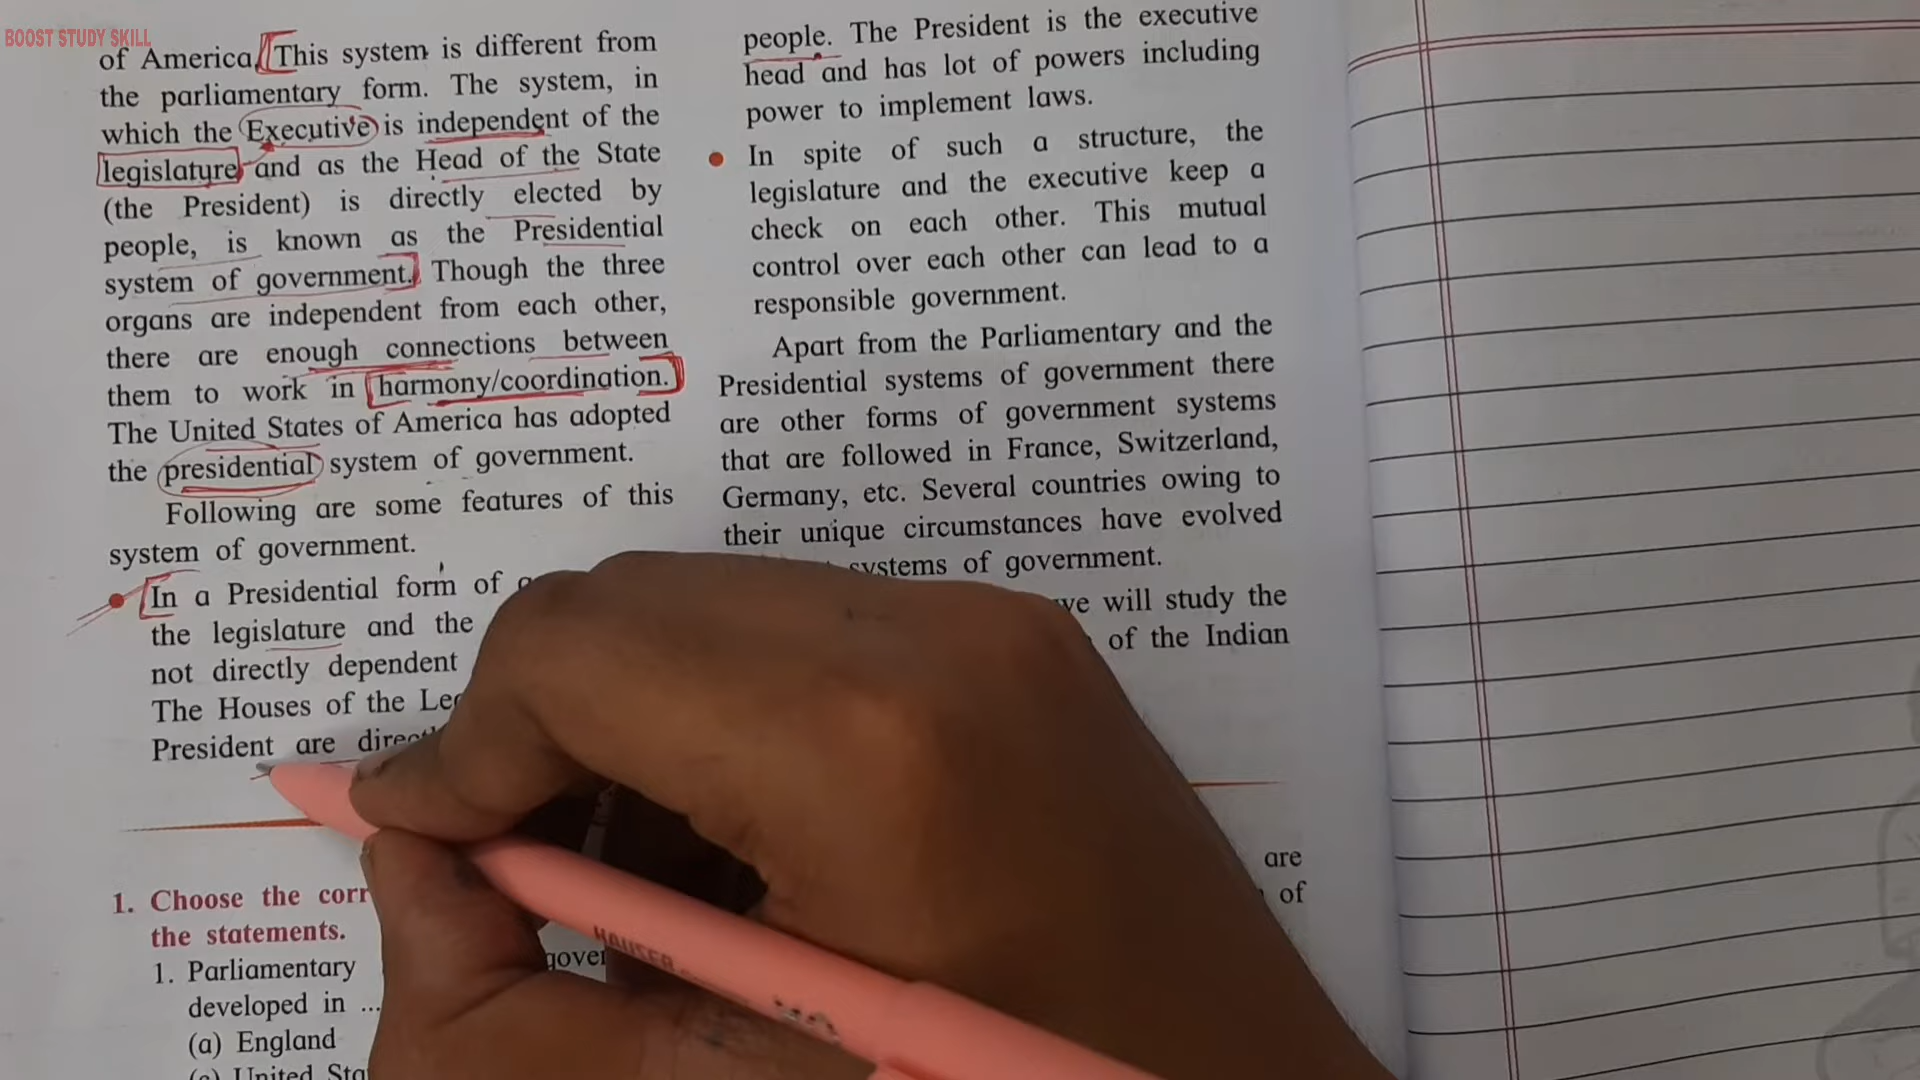 BOOST STUDY SKILL
of America. This system is different from
the parliamentary form. The system, in
which the Executive is independent of the
legislature and as the Head of the State
(the President) is directly elected by
people, is known as the Presidential
system of government. Though the three
organs are independent from each other,
there are enough connections between
them to work in harmony/coordination.
The United States of America has adopted
the presidential system of government.
Following are some features of this
system of government.
In a Presidential form of
the legislature and the
not directly dependent
The Houses of the
President are
1. Choose the
the statements.
1. Parliamentary
developed in ...
(a) England
United
people. The President is the executive
head and has lot of powers including
power to implement laws.
In spite of such a structure, the
legislature and the executive keep a
check on each other. This mutual
control over each other can lead to a
responsible government.
Apart from the Parliamentary and the
Presidential systems of government there
are other forms of government systems
that are followed in France, Switzerland,
Germany, etc. Several countries owing to
their unique circumstances have evolved
systems of government.
we will study the
of the Indian
are
of
HAUSER